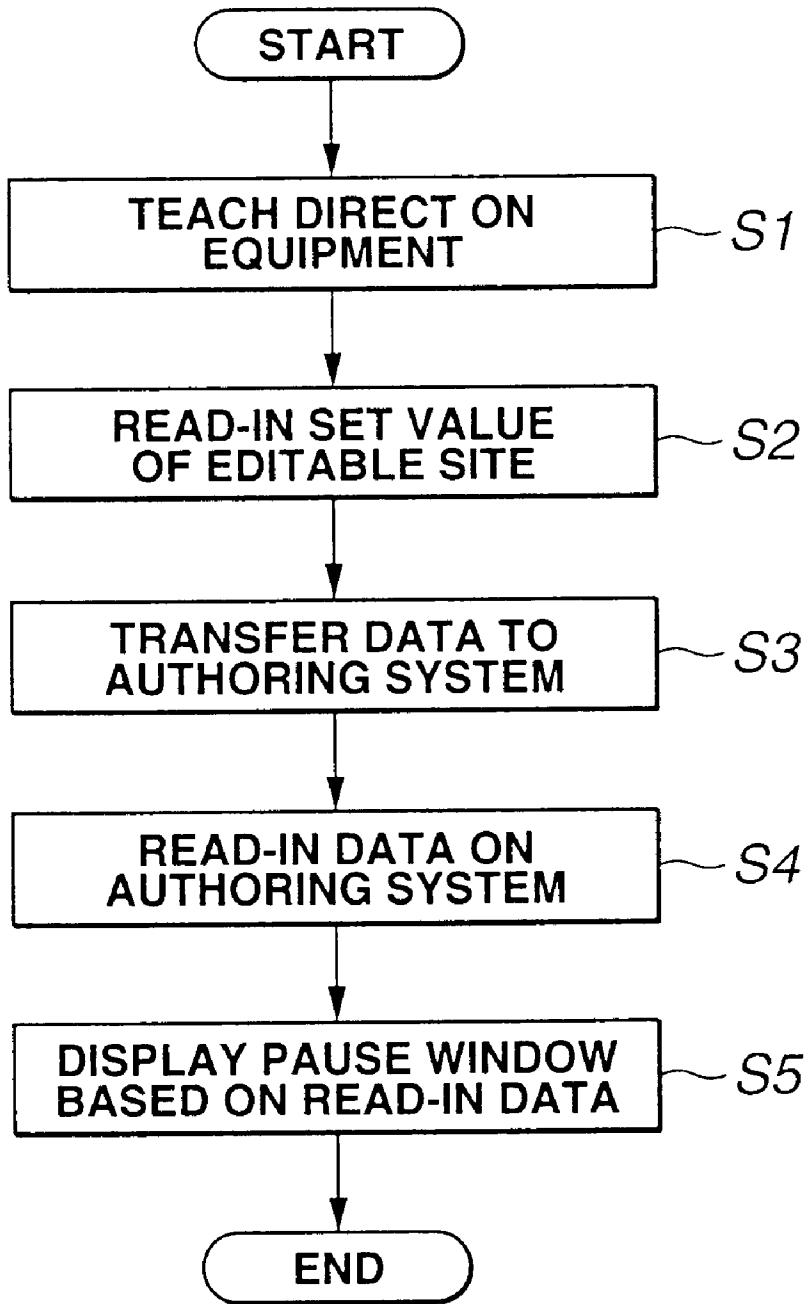 START
TEACH DIRECT ON
EQUIPMENT
S1
READ-IN SET VALUE
OF EDITABLE SITE
S2
TRANSFER DATA TO
AUTHORING SYSTEM
S3
READ-IN DATA ON
AUTHORING SYSTEM
S4
DISPLAY PAUSE WINDOW
BASED ON READ-IN DATA
S5
END